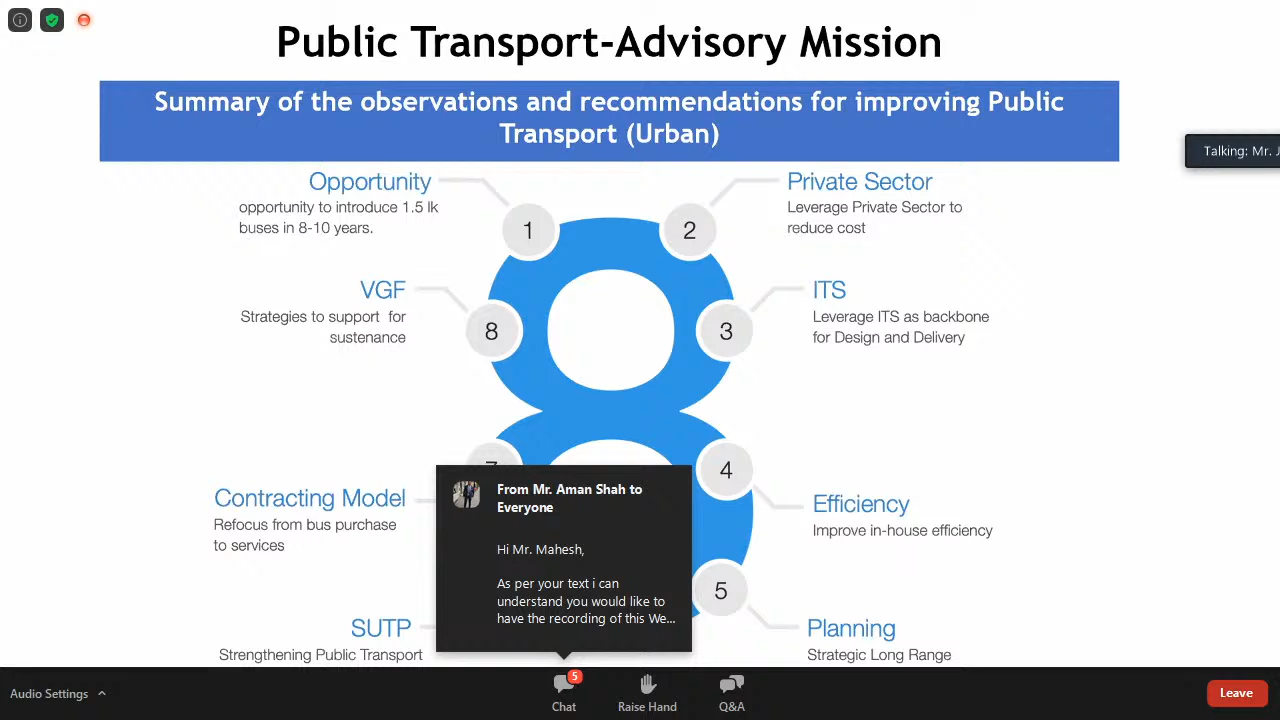 Public Transport-Advisory Mission
Summary of the observations and recommendations for improving Public
Transport (Urban)
Talking: Mr.
Opportunity
opportunity to introduce 1.5 lk
buses in 8-10 years.
1
2
Private Sector
Leverage Private Sector to
reduce cost
VGF
Strategies to support for
sustenance
8
3
ITS
Leverage ITS as backbone
for Design and Delivery
7
4
Contracting Model
Refocus from bus purchase
to services
Efficiency
Improve in-house efficiency
From Mr. Aman Shah to
Everyone
Hi Mr. Mahesh,
As per your text i can
understand you would like to
have the recording of this We...
5
SUTP
Strengthening Public Transport
Planning
Strategic Long Range
Audio Settings
5
Chat
Raise Hand
Q&A
Leave